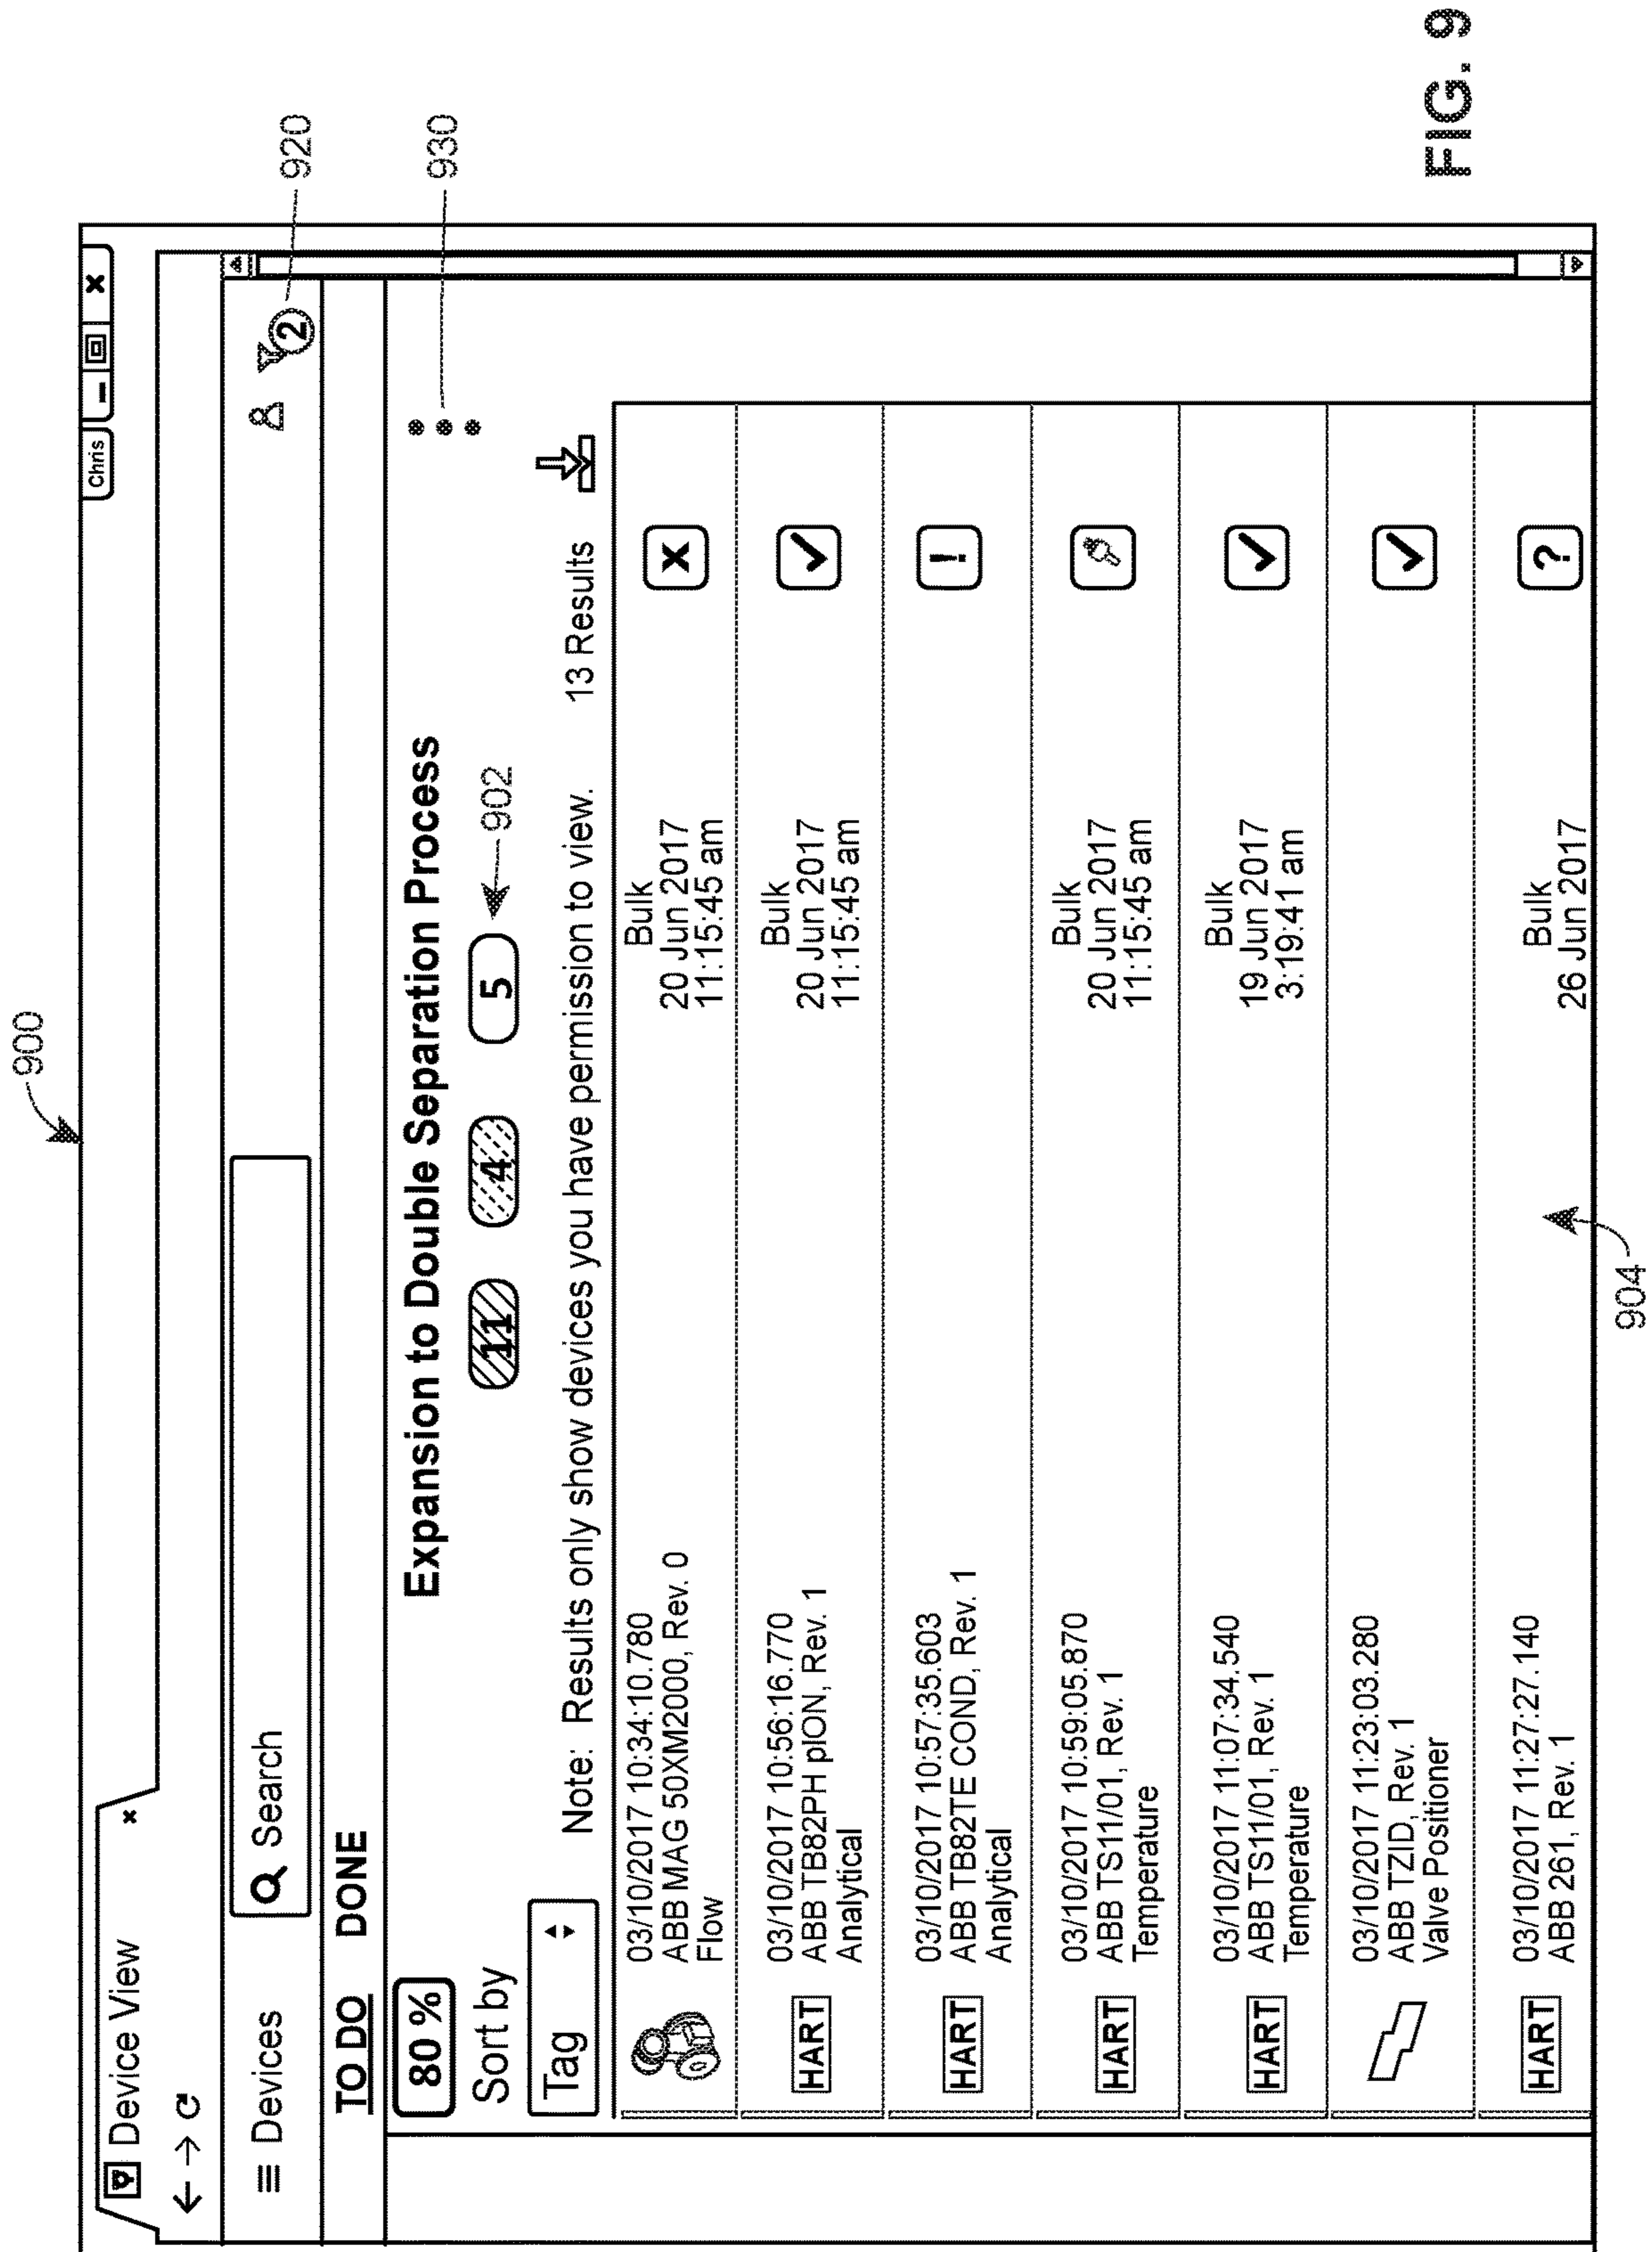 900
Device View
Chris
Devices
Search
2
920
TO DO DONE
80 %
Expansion to Double Separation Process
930
Sort by
11 4 5
902
Tag
Note: Results only show devices you have permission to view.
13 Results
03/10/2017 10:34:10.780
ABB MAG 50XM2000, Rev. 0
Flow
Bulk
20 Jun 2017
11:15:45 am
X
HART
03/10/2017 10:56:16.770
ABB TB82PH pION, Rev. 1
Analytical
Bulk
20 Jun 2017
11:15:45 am
HART
03/10/2017 10:57:35.603
ABB TB82TE COND, Rev. 1
Analytical
!
HART
03/10/2017 10:59:05.870
ABB TS11/01, Rev. 1
Temperature
Bulk
20 Jun 2017
11:15:45 am
HART
03/10/2017 11:07:34.540
ABB TS11/01, Rev. 1
Temperature
Bulk
19 Jun 2017
3:19:41 am
03/10/2017 11:23:03.280
ABB TZID, Rev. 1
Valve Positioner
HART
03/10/2017 11:27:27.140
ABB 261, Rev. 1
Bulk
26 Jun 2017
?
904
FIG. 9